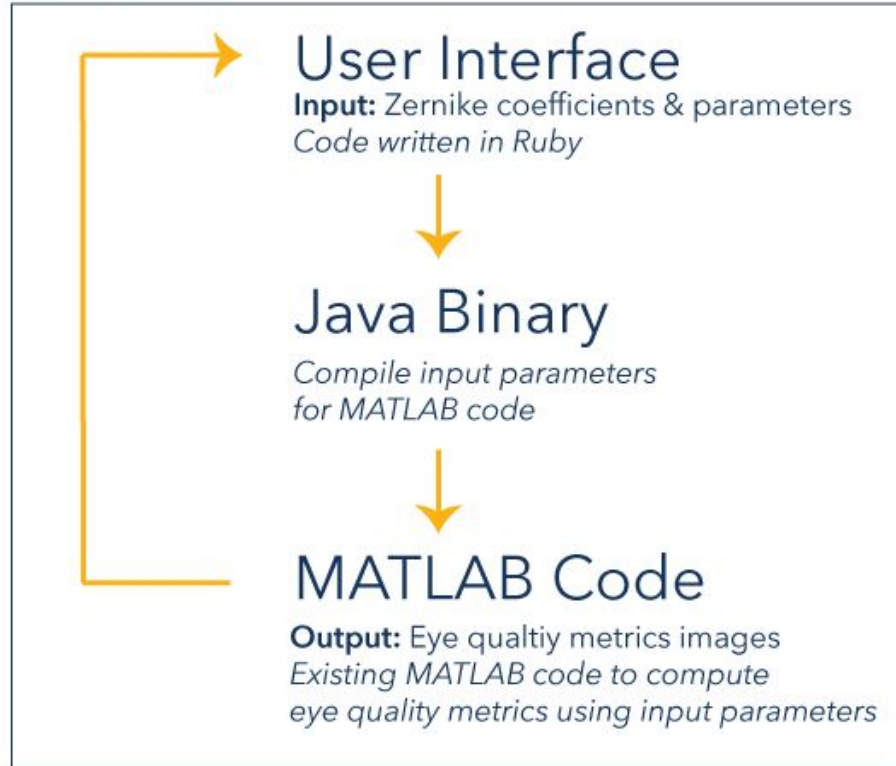 User Interface
Input: Zernike coefficients & parameters
Code written in Ruby
Java Binary
Compile input parameters
for MATLAB code
MATLAB Code
Output: Eye qualtiy metrics images
Existing MATLAB code to compute
eye quality metrics using input parameters